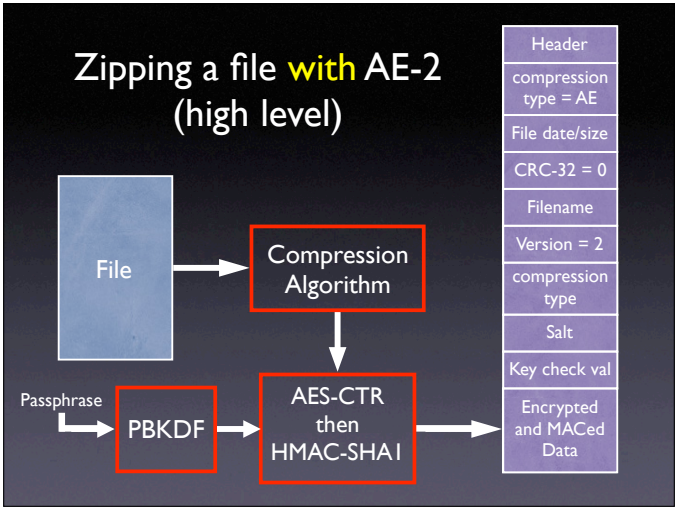 Zipping a file with AE-2
(high level)
File
Compression
Algorithm
Passphrase
PBKDF
AES-CTR
then
HMAC-SHA1
Header
compression
type = AE
File date/size
CRC-32 = 0
Filename
Version = 2
compression
type
Salt
Key check val
Encrypted
and MACed
Data